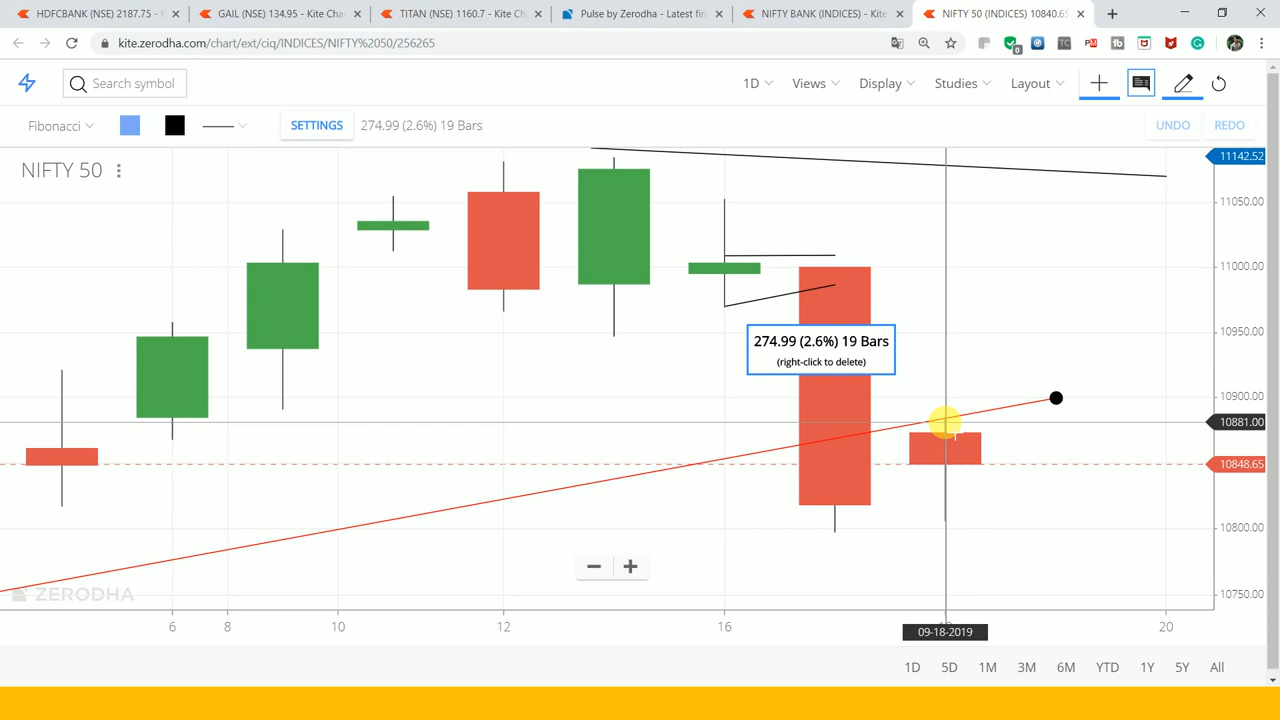 HDFCBANK (NSE) 2187.75 - K
GAIL (NSE) 134.95 - Kite Cha
TITAN (NSE) 1160.7 - Kite Ch
Pulse by Zerodha - Latest fin
NIFTY BANK (INDICES) - Kite
NIFTY 50 (INDICES) 10840.65
kite.zerodha.com/chart/ext/ciq/INDICES/NIFTY%2050/256265
Search symbol
1D
Views
Display
Studies
Layout
Fibonacci
SETTINGS
274.99 (2.6%) 19 Bars
UNDO
REDO
NIFTY 50
11142.52
11050.00
11000.00
10950.00
274.99 (2.6%) 19 Bars
(right-click to delete)
10900.00
10881.00
10848.65
10800.00
10750.00
ZERODHA
6
8
10
12
16
20
09-18-2019
1D
5D
1M
3M
6M
YTD
1Y
5Y
All